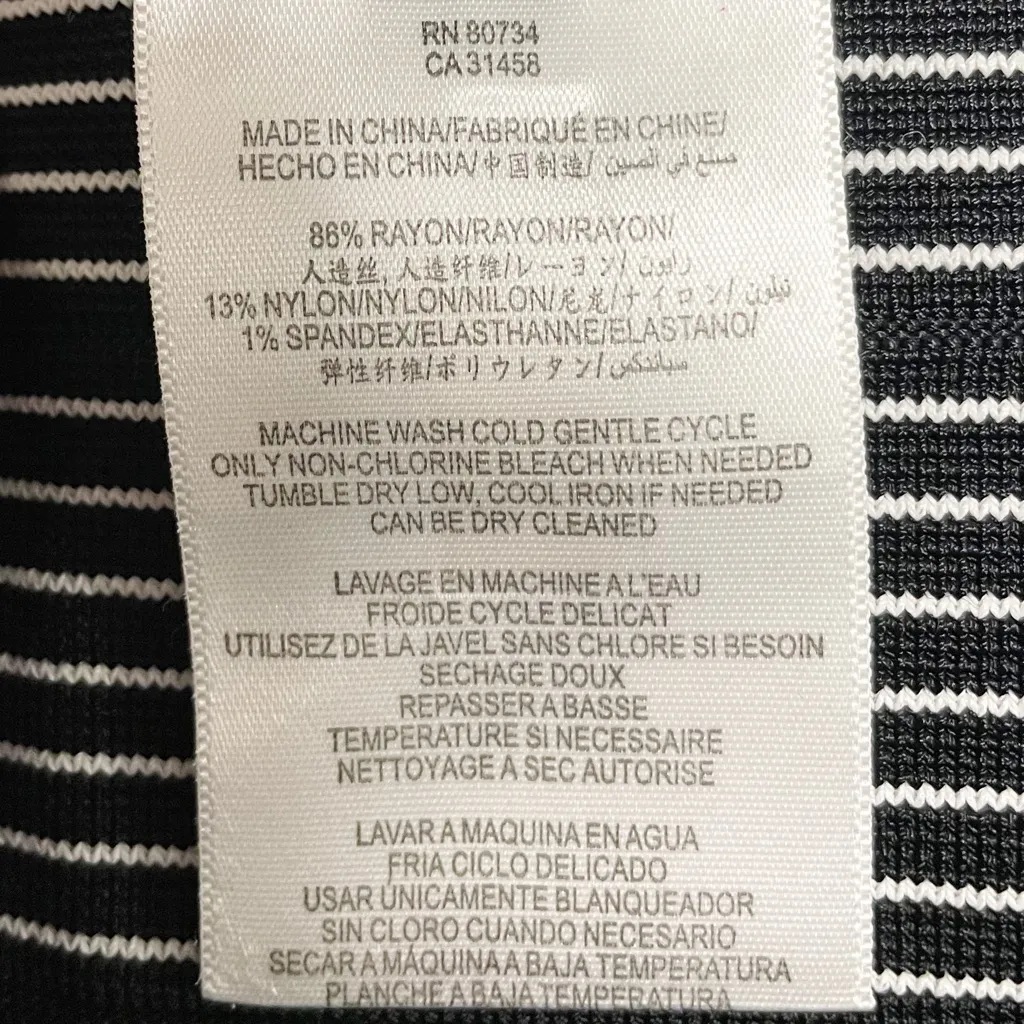 RN 80734
CA 31458
MADE IN CHINA/FABRIQUÉ EN CHINE/
HECHO EN CHINA/中国制造/ صنع في الصين
86% RAYON/RAYON/RAYON/
人造丝, 人造纤维/レーヨン/ رايون
13% NYLON/NYLON/NILON/尼龙/ナイロン/ نيلون
1% SPANDEX/ELASTHANNE/ELASTANO/
弹性纤维/ポリウレタン/ سباندكس
MACHINE WASH COLD GENTLE CYCLE
ONLY NON-CHLORINE BLEACH WHEN NEEDED
TUMBLE DRY LOW, COOL IRON IF NEEDED
CAN BE DRY CLEANED
LAVAGE EN MACHINE A L'EAU
FROIDE CYCLE DELICAT
UTILISEZ DE LA JAVEL SANS CHLORE SI BESOIN
SECHAGE DOUX
REPASSER A BASSE
TEMPERATURE SI NECESSAIRE
NETTOYAGE A SEC AUTORISE
LAVAR A MAQUINA EN AGUA
FRIA CICLO DELICADO
USAR ÚNICAMENTE BLANQUEADOR
SIN CLORO CUANDO NECESARIO
SECAR A MÁQUINA A BAJA TEMPERATURA
PLANCHE A BAJA TEMPERATURA